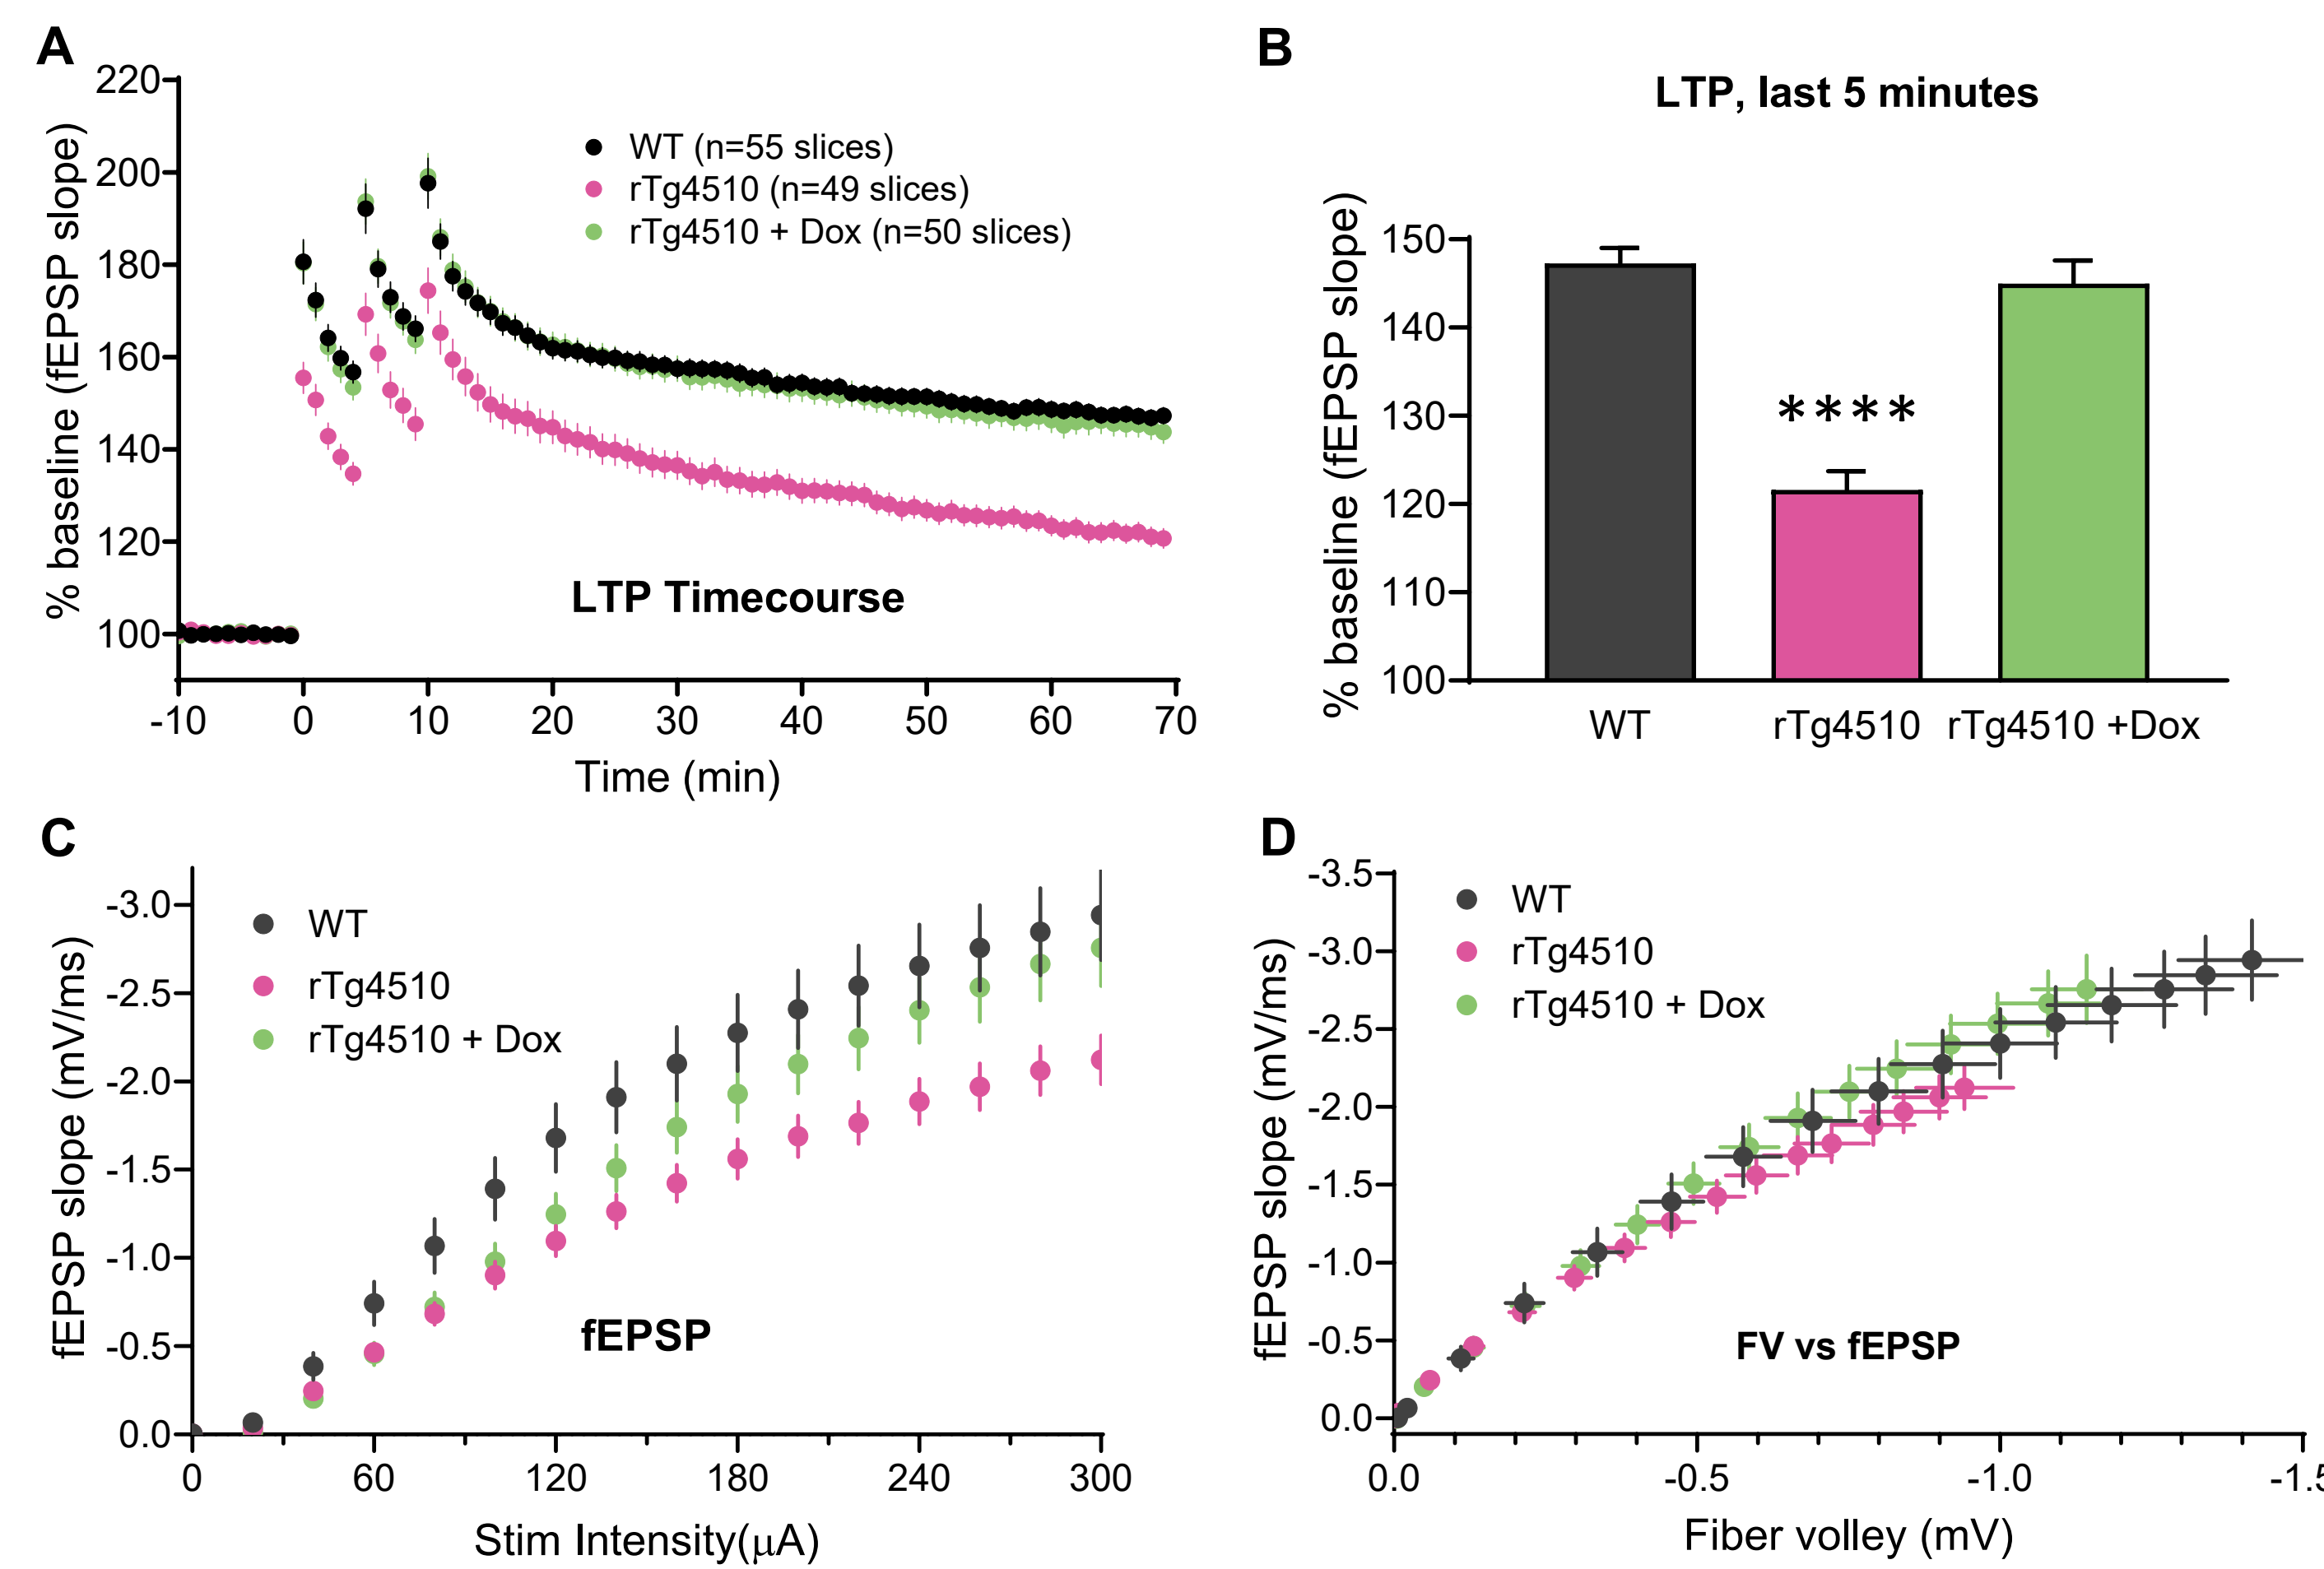 A
% baseline (fEPSP slope)
220
200
180
160
140
120
100
WT (n=55 slices)
rTg4510 (n=49 slices)
rTg4510 + Dox (n=50 slices)
LTP Timecourse
-10 0 10 20 30 40 50 60 70
Time (min)
B
LTP, last 5 minutes
% baseline (fEPSP slope)
150
140
130
120
110
100
****
WT rTg4510 rTg4510 +Dox
C
fEPSP slope (mV/ms)
-3.0
-2.5
-2.0
-1.5
-1.0
-0.5
0.0
WT
rTg4510
rTg4510 + Dox
fEPSP
0 60 120 180 240 300
Stim Intensity(μA)
D
fEPSP slope (mV/ms)
-3.5
-3.0
-2.5
-2.0
-1.5
-1.0
-0.5
0.0
WT
rTg4510
rTg4510 + Dox
FV vs fEPSP
0.0 -0.5 -1.0 -1.5
Fiber volley (mV)